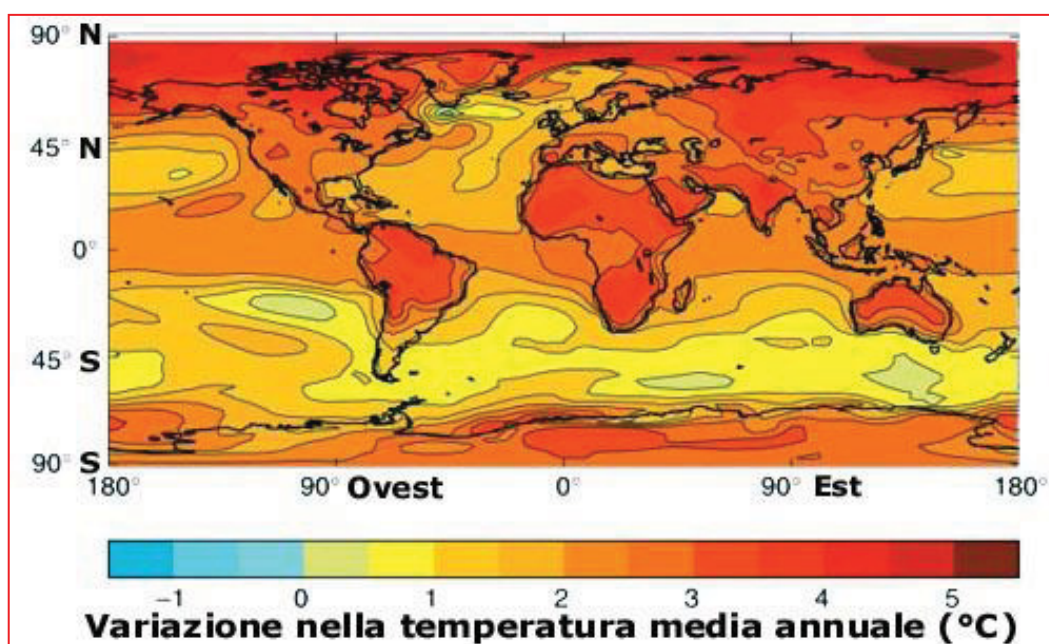 90° N
45° N
0°
45° S
90° S
180° 90° Ovest 0° 90° Est 180°
−1 0 1 2 3 4 5
Variazione nella temperatura media annuale (°C)